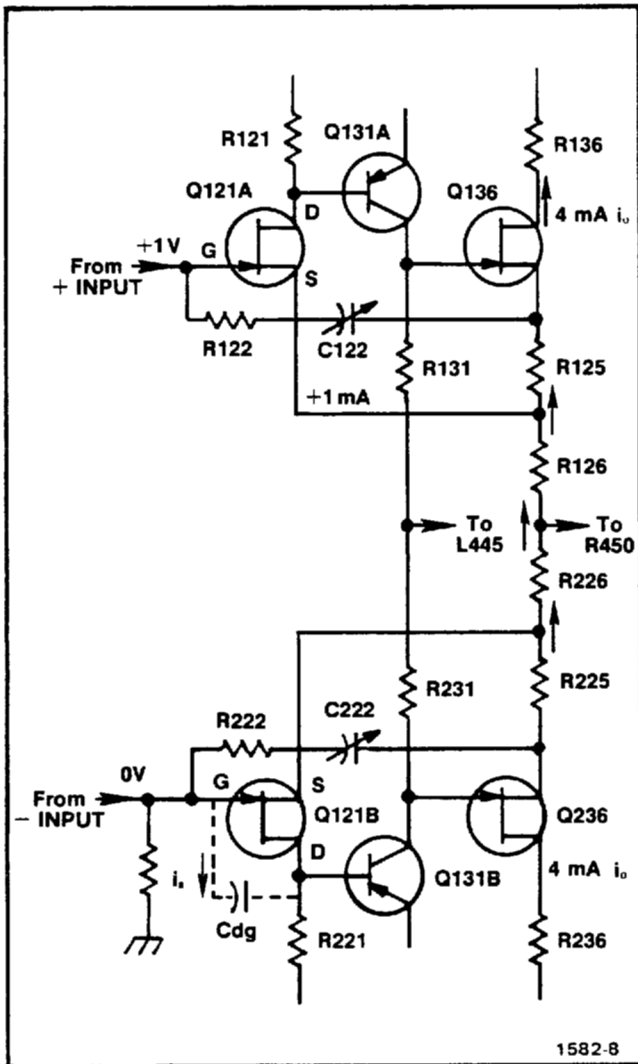 R121
Q131A
R136
Q121A
Q136
D
4 mA iₒ
+1V
G
From
+ INPUT
S
R122
C122
R131
R125
+1 mA
R126
To
L445
To
R450
R226
R231
R225
R222
C222
0V
G
S
From
− INPUT
Q121B
Q236
D
iₛ
Q131B
4 mA iₒ
Cdg
R221
R236
1582-8